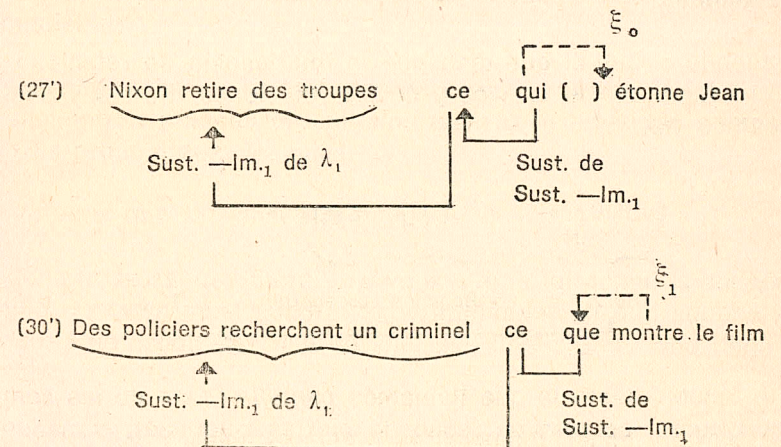 ξ₀
(27') Nixon retire des troupes ce qui ( ) étonne Jean
Sust. —Im.₁ de λ₁ Sust. de
Sust. —Im.₁
ξ₁
(30') Des policiers recherchent un criminel ce que montre le film
Sust. —Im.₁ de λ₁ Sust. de
Sust. —Im.₁